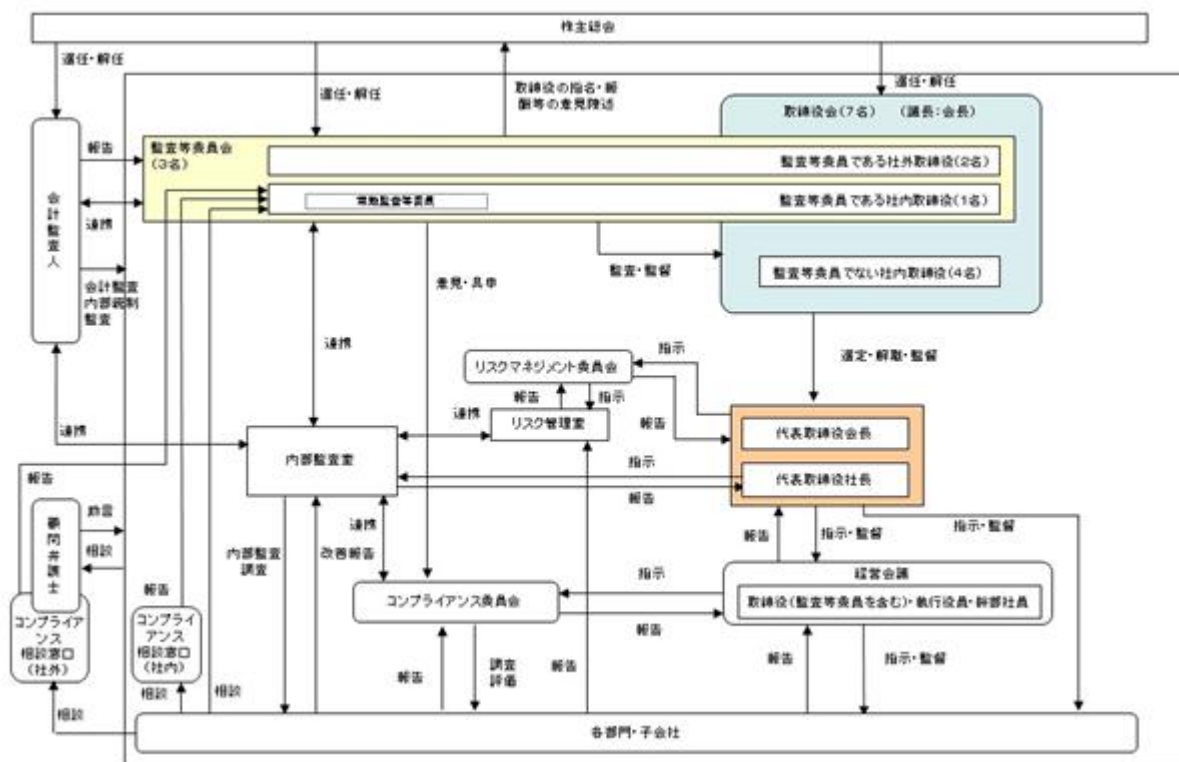 株主総会
選任・解任
選任・解任
取締役の指名・報
酬等の意見陳述
選任・解任
取締役会(7名) (議長:会長)
会計監査人
報告
監査等委員会
(3名)
監査等委員である社外取締役(2名)
常勤監査等委員
監査等委員である社内取締役(1名)
連携
監査・監督
監査等委員でない社内取締役(4名)
会計監査
内部統制
監査
意見・具申
連携
リスクマネジメント委員会
指示
選定・解職・監督
報告
指示
連携
連携
リスク管理室
報告
代表取締役会長
内部監査室
指示
代表取締役社長
報告
報告
顧問弁護士
助言
連携
指示・監督
指示・監督
報告
相談
内部監査
調査
改善報告
経営会議
指示
コンプライアンス委員会
取締役(監査等委員を含む)・執行役員・幹部社員
報告
コンプライア
ンス
相談窓口
(社外)
コンプライ
アンス
相談窓口
(社内)
報告
報告
調査
評価
報告
報告
指示・監督
相談
相談
相談
各部門・子会社